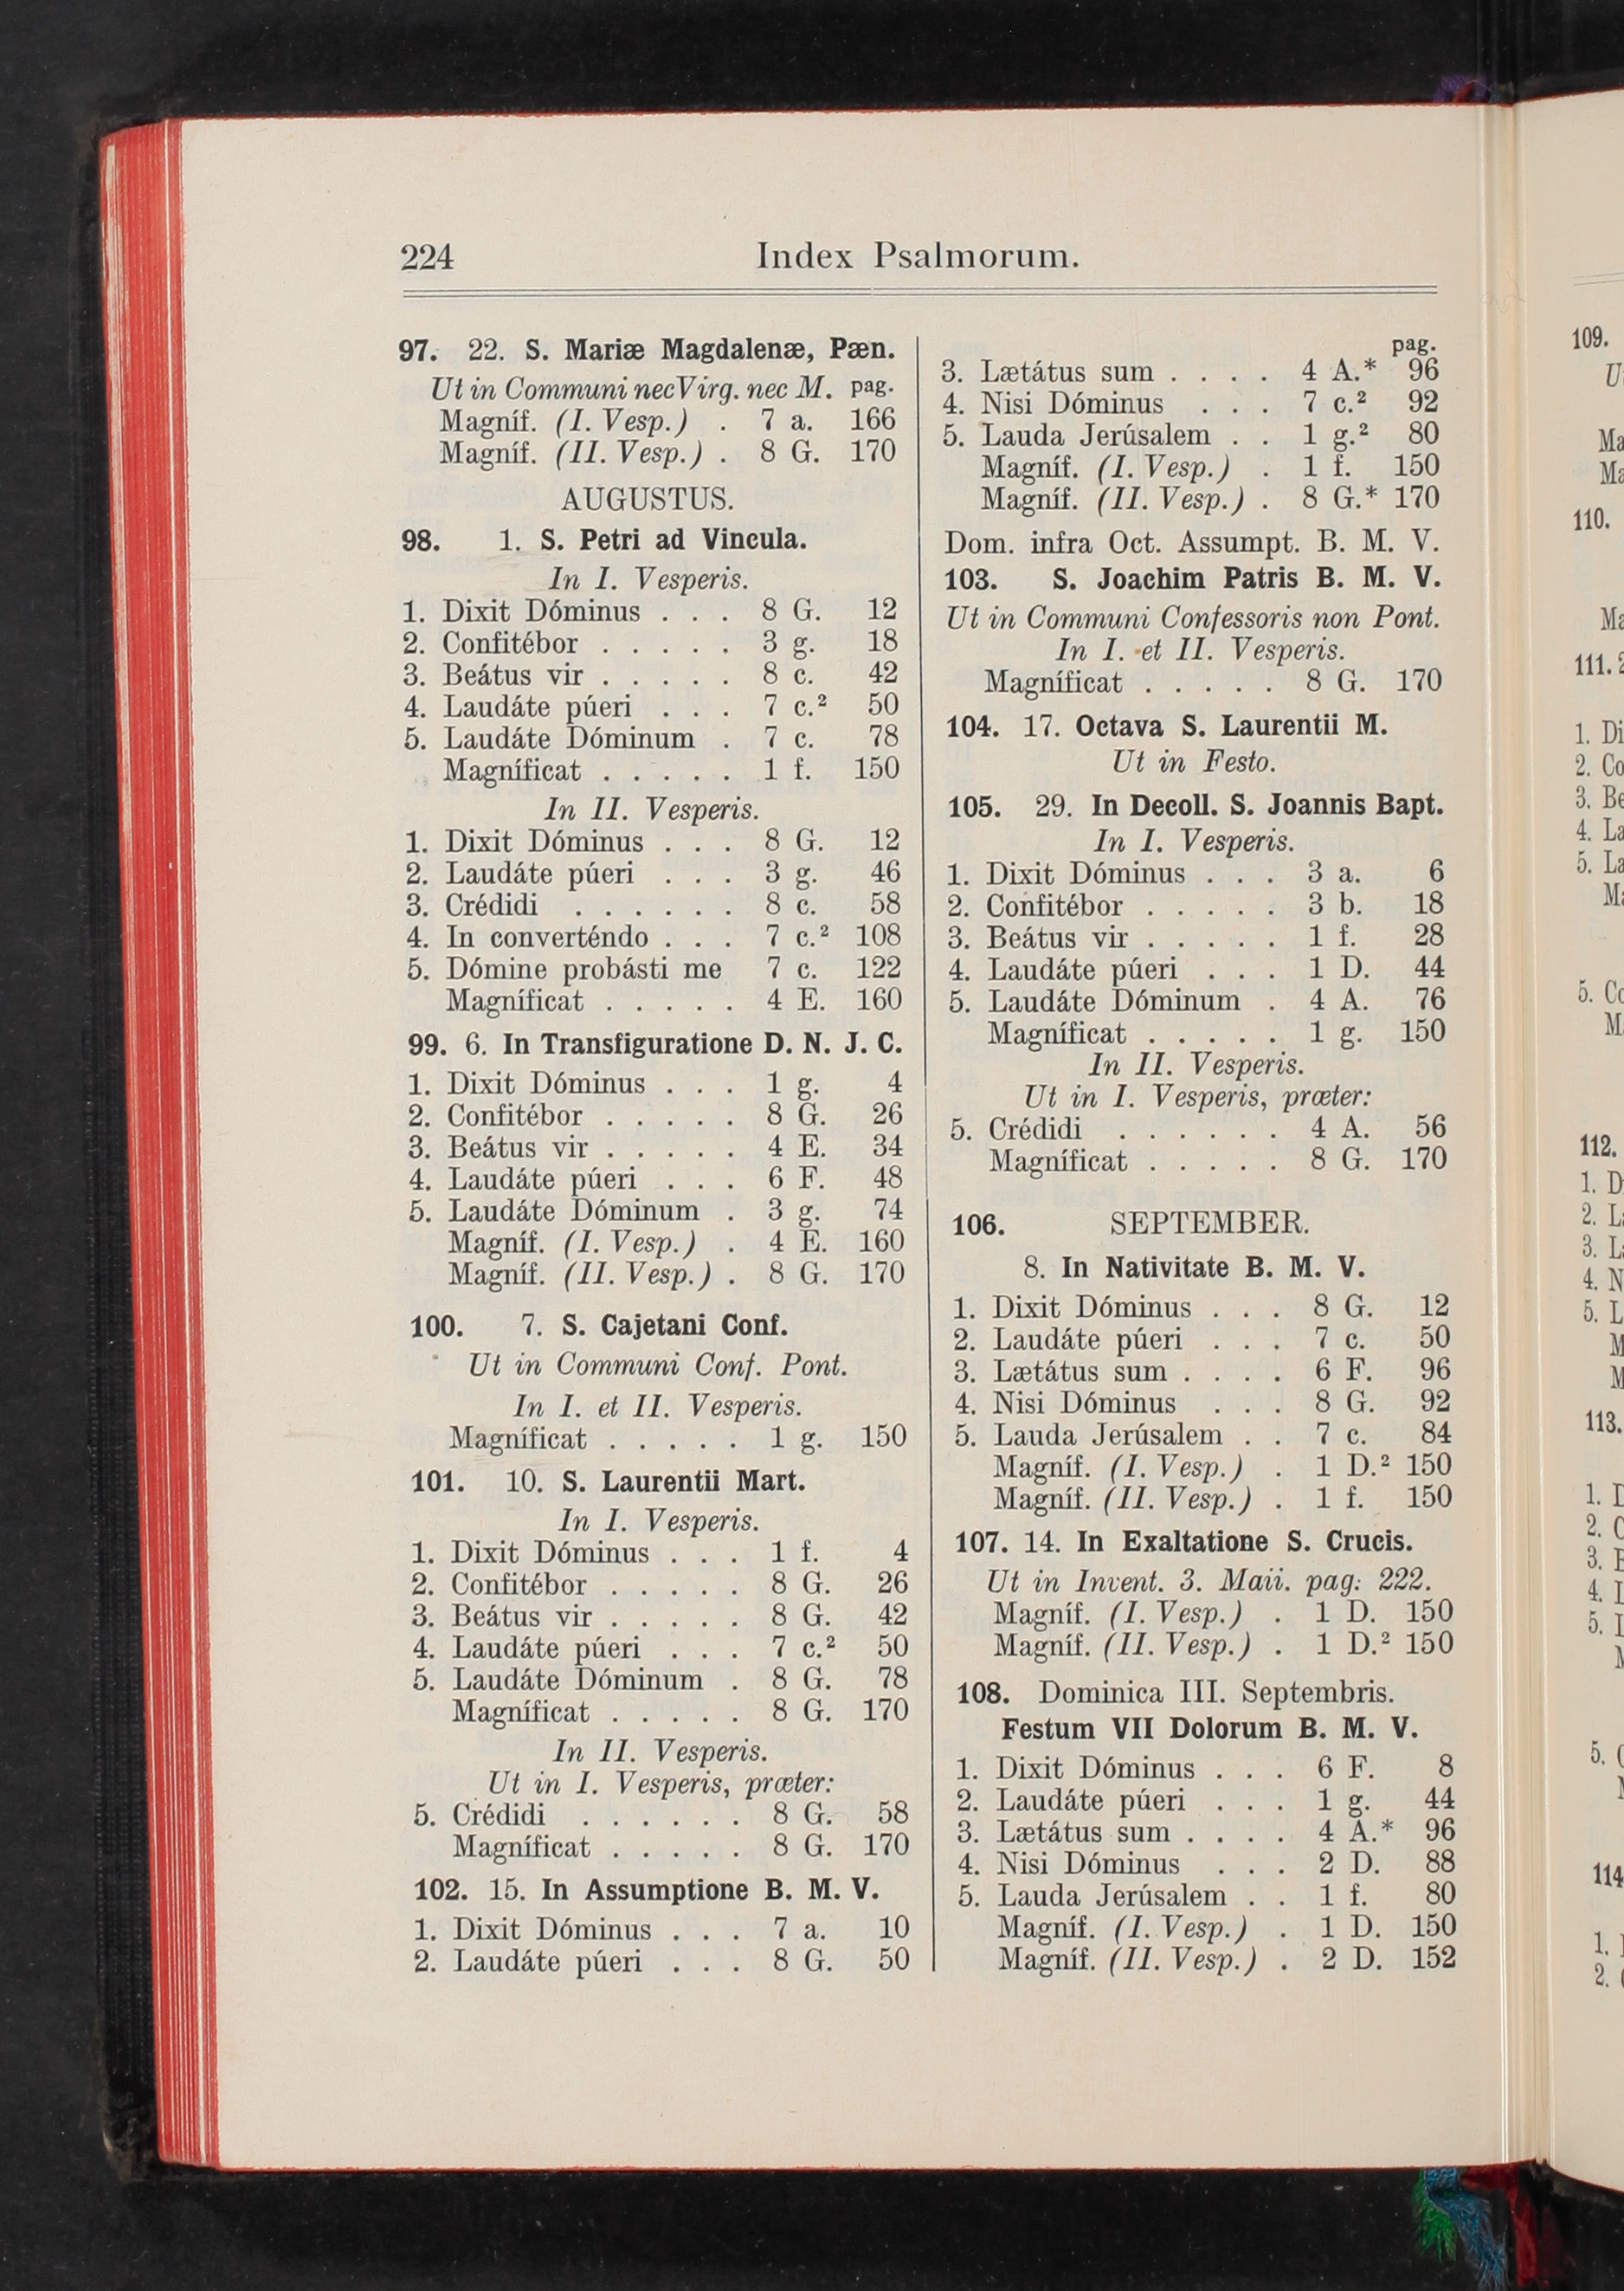 224 Index Psalmorum.
97. 22. S. Mariæ Magdalenæ, Pæn.
Ut in Communi nec Virg. nec M. pag.
Magníf. (I. Vesp.) . 7 a. 166
Magníf. (II. Vesp.) . 8 G. 170
AUGUSTUS.
98. 1. S. Petri ad Vincula.
In I. Vesperis.
1. Dixit Dóminus . . . 8 G. 12
2. Confitébor . . . . . 3 g. 18
3. Beátus vir . . . . . 8 c. 42
4. Laudáte púeri . . . 7 c.² 50
5. Laudáte Dóminum . 7 c. 78
Magníficat . . . . . 1 f. 150
In II. Vesperis.
1. Dixit Dóminus . . . 8 G. 12
2. Laudáte púeri . . . 3 g. 46
3. Crédidi . . . . . . 8 c. 58
4. In converténdo . . . 7 c.² 108
5. Dómine probásti me 7 c. 122
Magníficat . . . . . 4 E. 160
99. 6. In Transfiguratione D. N. J. C.
1. Dixit Dóminus . . . 1 g. 4
2. Confitébor . . . . . 8 G. 26
3. Beátus vir . . . . . 4 E. 34
4. Laudáte púeri . . . 6 F. 48
5. Laudáte Dóminum . 3 g. 74
Magníf. (I. Vesp.) . 4 E. 160
Magníf. (II. Vesp.) . 8 G. 170
100. 7. S. Cajetani Conf.
Ut in Communi Conf. Pont.
In I. et II. Vesperis.
Magníficat . . . . . 1 g. 150
101. 10. S. Laurentii Mart.
In I. Vesperis.
1. Dixit Dóminus . . . 1 f. 4
2. Confitébor . . . . . 8 G. 26
3. Beátus vir . . . . . 8 G. 42
4. Laudáte púeri . . . 7 c.² 50
5. Laudáte Dóminum . 8 G. 78
Magníficat . . . . . 8 G. 170
In II. Vesperis.
Ut in I. Vesperis, præter:
5. Crédidi . . . . . . 8 G. 58
Magníficat . . . . . 8 G. 170
102. 15. In Assumptione B. M. V.
1. Dixit Dóminus . . . 7 a. 10
2. Laudáte púeri . . . 8 G. 50
pag.
3. Lætátus sum . . . . 4 A.* 96
4. Nisi Dóminus . . . 7 c.² 92
5. Lauda Jerúsalem . . 1 g.² 80
Magníf. (I. Vesp.) . 1 f. 150
Magníf. (II. Vesp.) . 8 G.* 170
Dom. infra Oct. Assumpt. B. M. V.
103. S. Joachim Patris B. M. V.
Ut in Communi Confessoris non Pont.
In I. et II. Vesperis.
Magníficat . . . . . 8 G. 170
104. 17. Octava S. Laurentii M.
Ut in Festo.
105. 29. In Decoll. S. Joannis Bapt.
In I. Vesperis.
1. Dixit Dóminus . . . 3 a. 6
2. Confitébor . . . . . 3 b. 18
3. Beátus vir . . . . . 1 f. 28
4. Laudáte púeri . . . 1 D. 44
5. Laudáte Dóminum . 4 A. 76
Magníficat . . . . . 1 g. 150
In II. Vesperis.
Ut in I. Vesperis, præter:
5. Crédidi . . . . . . 4 A. 56
Magníficat . . . . . 8 G. 170
106. SEPTEMBER.
8. In Nativitate B. M. V.
1. Dixit Dóminus . . . 8 G. 12
2. Laudáte púeri . . . 7 c. 50
3. Lætátus sum . . . . 6 F. 96
4. Nisi Dóminus . . . 8 G. 92
5. Lauda Jerúsalem . . 7 c. 84
Magníf. (I. Vesp.) . 1 D.² 150
Magníf. (II. Vesp.) . 1 f. 150
107. 14. In Exaltatione S. Crucis.
Ut in Invent. 3. Maii. pag: 222.
Magníf. (I. Vesp.) . 1 D. 150
Magníf. (II. Vesp.) . 1 D.² 150
108. Dominica III. Septembris.
Festum VII Dolorum B. M. V.
1. Dixit Dóminus . . . 6 F. 8
2. Laudáte púeri . . . 1 g. 44
3. Lætátus sum . . . . 4 A.* 96
4. Nisi Dóminus . . . 2 D. 88
5. Lauda Jerúsalem . . 1 f. 80
Magníf. (I. Vesp.) . 1 D. 150
Magníf. (II. Vesp.) . 2 D. 152
109.
110.
111.
112.
113.
114